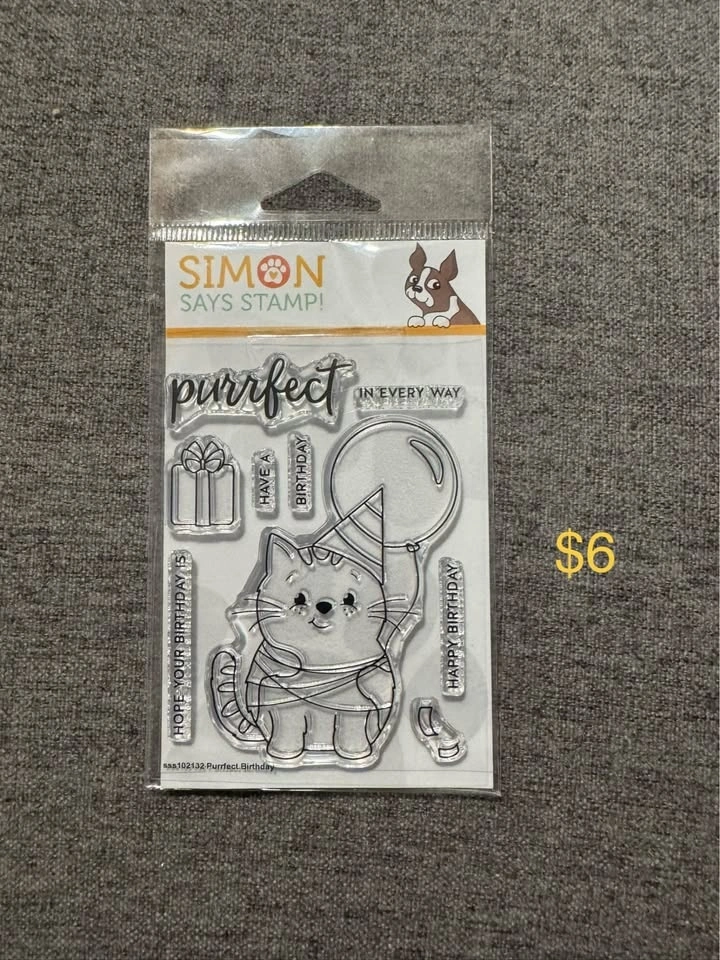 SIMON
SAYS STAMP!
purrfect
IN EVERY WAY
HAVE A
BIRTHDAY
$6
HOPE YOUR BIRTHDAY IS
HAPPY BIRTHDAY
sss102132 Purrfect Birthday